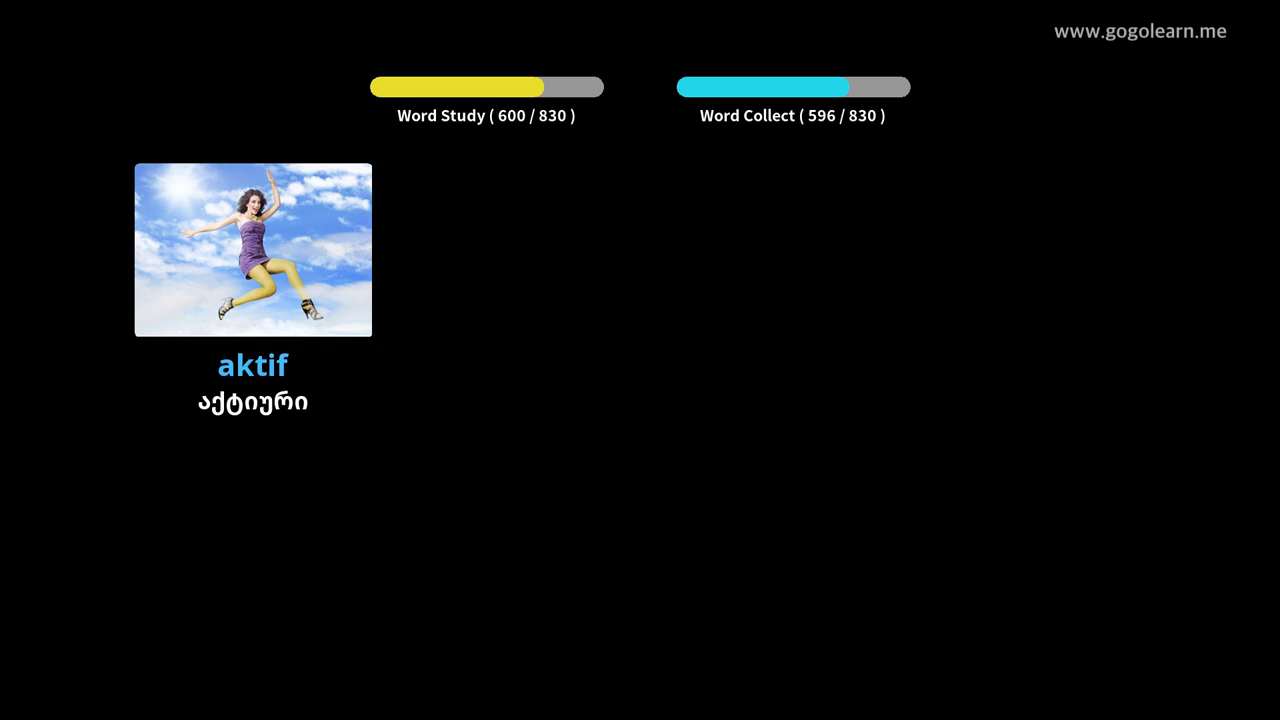 www.gogolearn.me
Word Study ( 600 / 830 )
Word Collect ( 596 / 830 )
aktif
აქტიური